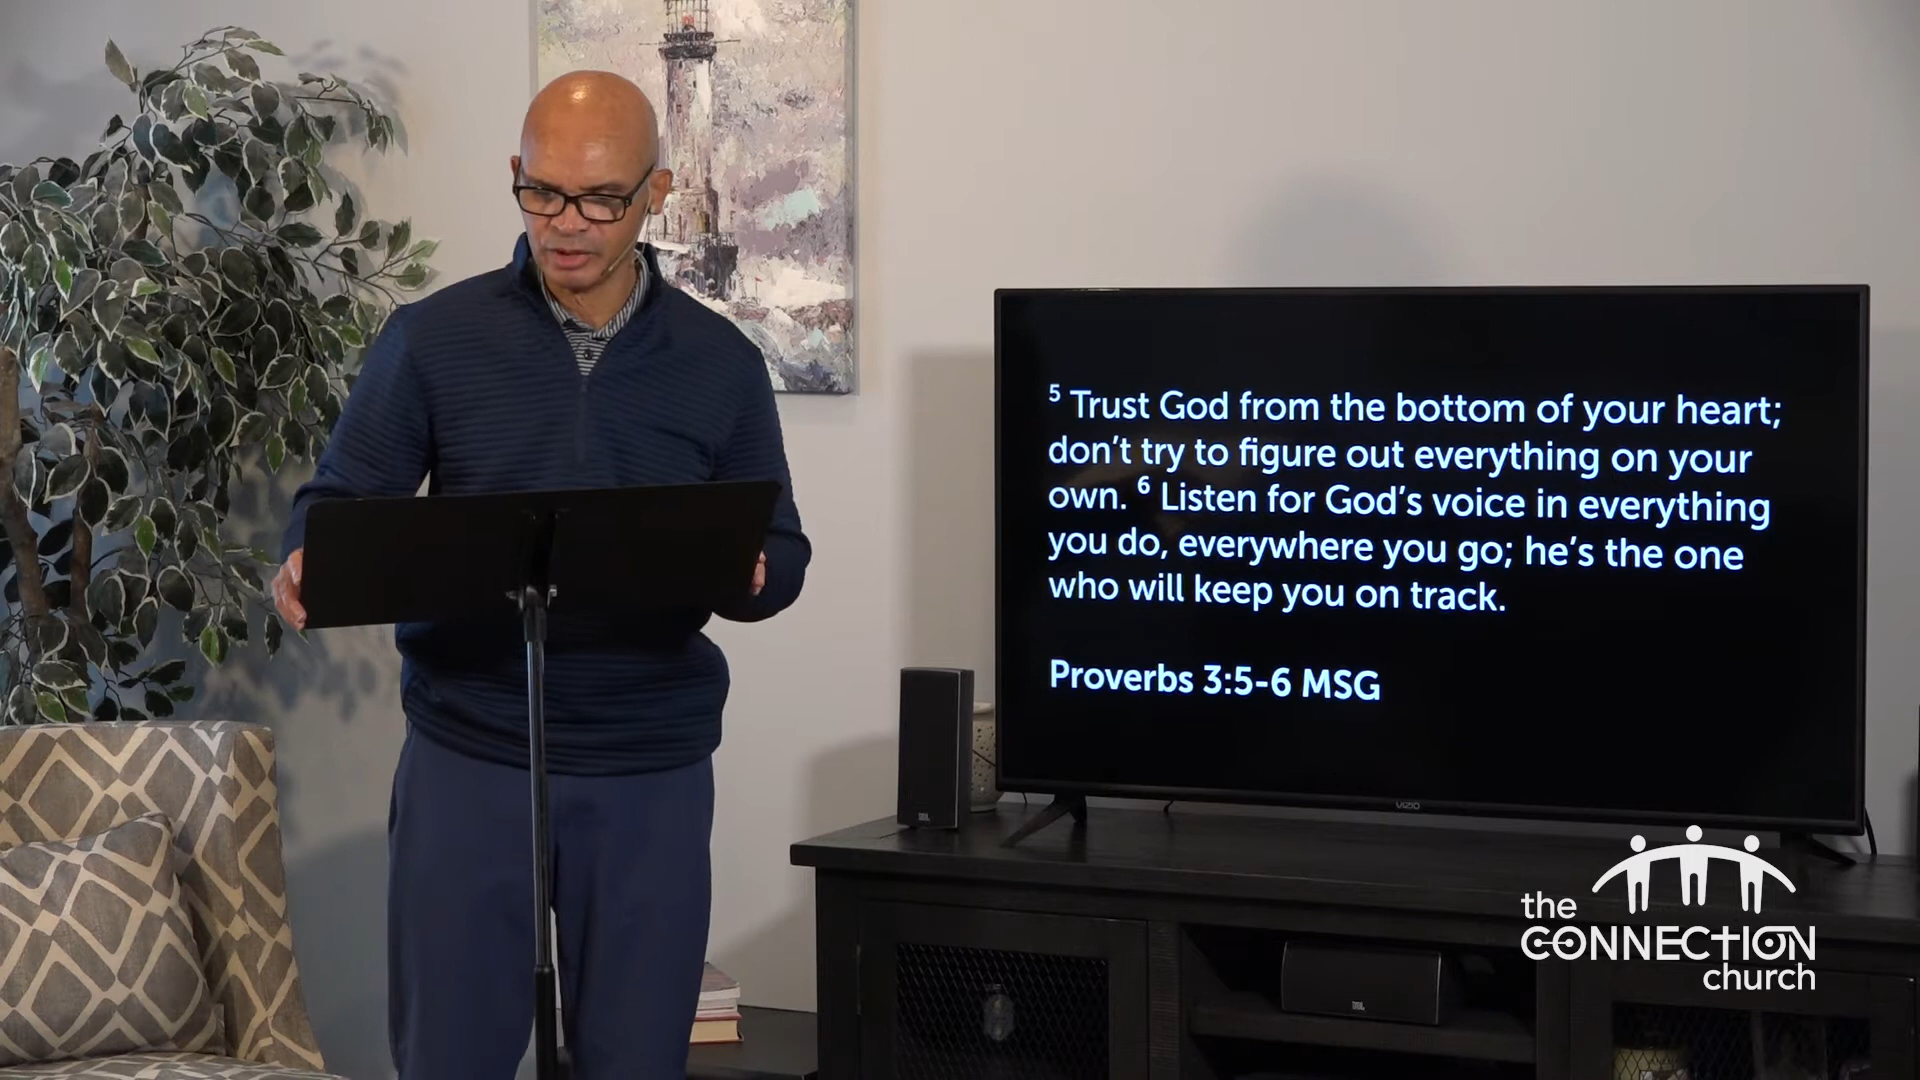 ⁵ Trust God from the bottom of your heart;
don't try to figure out everything on your
own. ⁶ Listen for God's voice in everything
you do, everywhere you go; he's the one
who will keep you on track.
Proverbs 3:5-6 MSG
VIZIO
JBL
JBL
the
CONNECTION
church